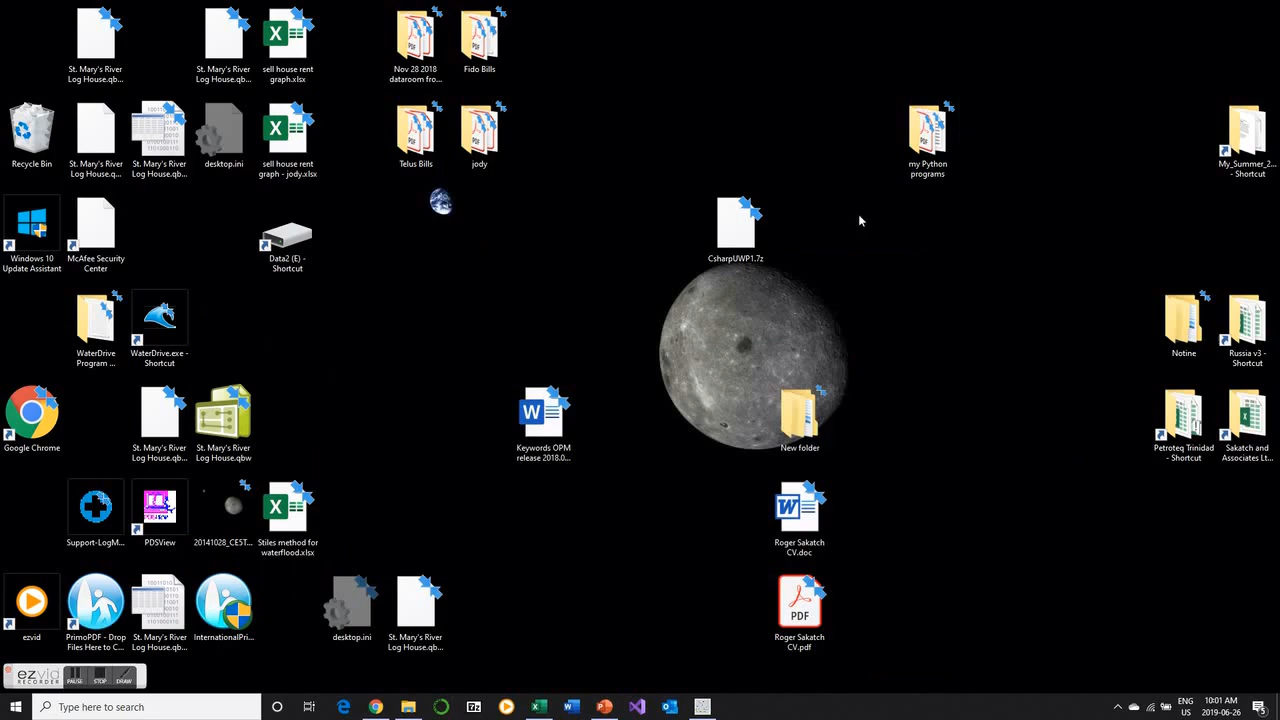 St. Mary's River
Log House.qb...
St. Mary's River
Log House.qb...
sell house rent
graph.xlsx
Nov 28 2018
dataroom fro...
Fido Bills
Recycle Bin
St. Mary's River
Log House.q...
St. Mary's River
Log House.qb...
desktop.ini
sell house rent
graph - jody.xlsx
Telus Bills
jody
my Python
programs
My_Summer_2...
- Shortcut
Windows 10
Update Assistant
McAfee Security
Center
Data2 (E) -
Shortcut
CsharpUWP1.7z
WaterDrive
Program ...
WaterDrive.exe -
Shortcut
Notine
Russia v3 -
Shortcut
Google Chrome
St. Mary's River
Log House.qb...
St. Mary's River
Log House.qbw
Keywords OPM
release 2018.0...
New folder
Petroteq Trinidad
- Shortcut
Sakatch and
Associates Lt...
Support-LogM...
PDSView
20141028_CE5T...
Stiles method for
waterflood.xlsx
Roger Sakatch
CV.doc
ezvid
PrimoPDF - Drop
Files Here to C...
St. Mary's River
Log House.qb...
InternationalPri...
desktop.ini
St. Mary's River
Log House.qb...
PDF
Roger Sakatch
CV.pdf
ezvid
RECORDER
PAUSE
STOP
DRAW
Type here to search
ENG
US
10:01 AM
2019-06-26